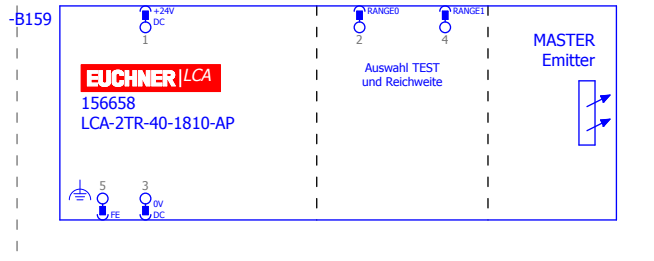 -B159
+24V
DC
1
RANGE0
2
RANGE1
4
MASTER
Emitter
Auswahl TEST
und Reichweite
EUCHNER LCA
156658
LCA-2TR-40-1810-AP
5
FE
3
0V
DC